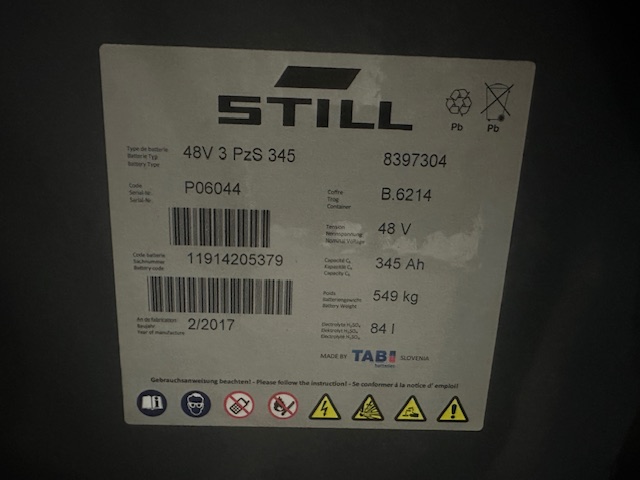 STILL
Pb
Pb
Type de batterie
Batterie Typ
Battery Type
48V 3 PzS 345
8397304
Code
Serial-Nr.
Serial-Nr.
P06044
Coffre
Trog
Container
B.6214
Tension
Nennspannung
Nominal Voltage
48 V
Code batterie
Sachnummer
Battery code
11914205379
Capacité C₅
Kapazität C₅
Capacity C₅
345 Ah
Poids
Batteriegewicht
Battery Weight
549 kg
An de fabrication
Baujahr
Year of manufacture
2/2017
Electrolyte H₂SO₄
Elektrolyt H₂SO₄
Electrolyte H₂SO₄
84 l
MADE BY TAB batteries SLOVENIA
Gebrauchsanweisung beachten! - Please follow the instruction! - Se conformer à la notice d' emploi!